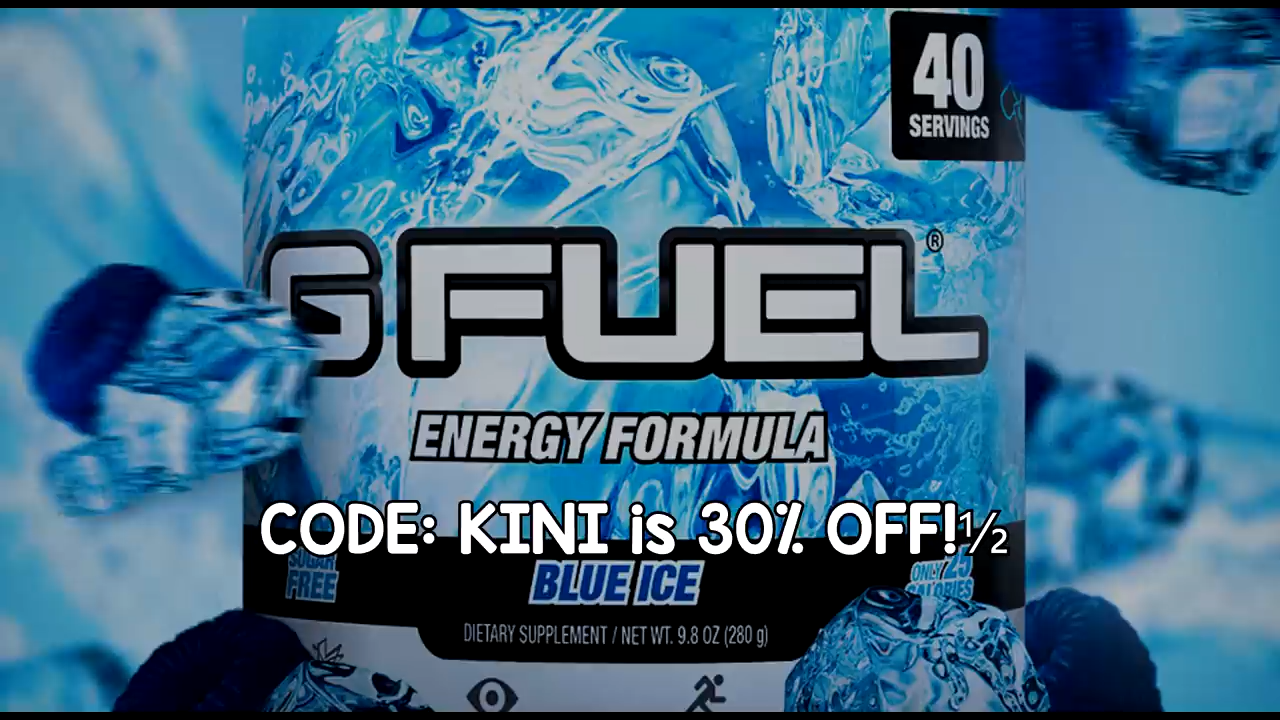 40
SERVINGS
G FUEL®
ENERGY FORMULA
CODE: KINI is 30% OFF!½
SUGAR
FREE
BLUE ICE
ONLY 25
CALORIES
DIETARY SUPPLEMENT / NET WT. 9.8 OZ (280 g)